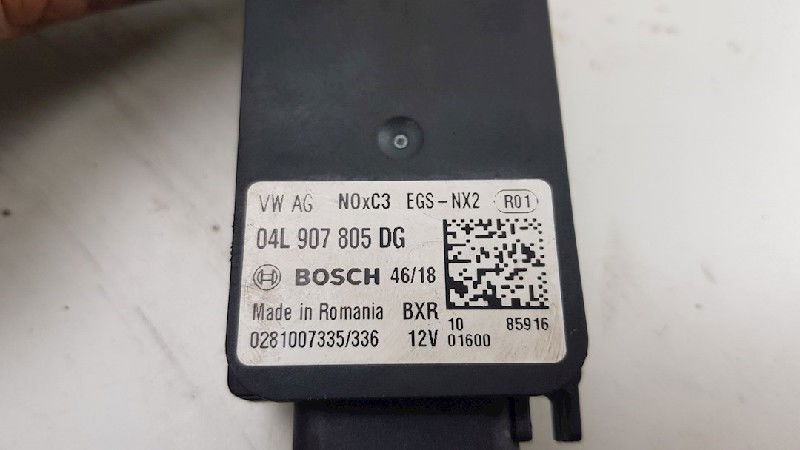 VW AG NOxC3 EGS-NX2 R01
04L 907 805 DG
BOSCH 46/18
Made in Romania BXR 10 85916
0281007335/336 12V 01600